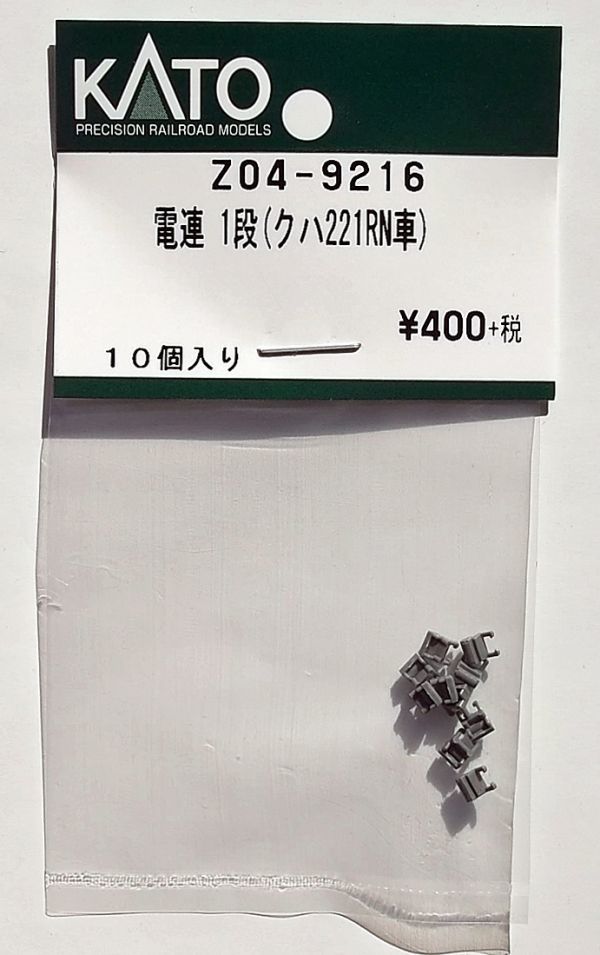 KATO
PRECISION RAILROAD MODELS
Z04-9216
電連 1段(クハ221RN車)
¥400+税
10個入り